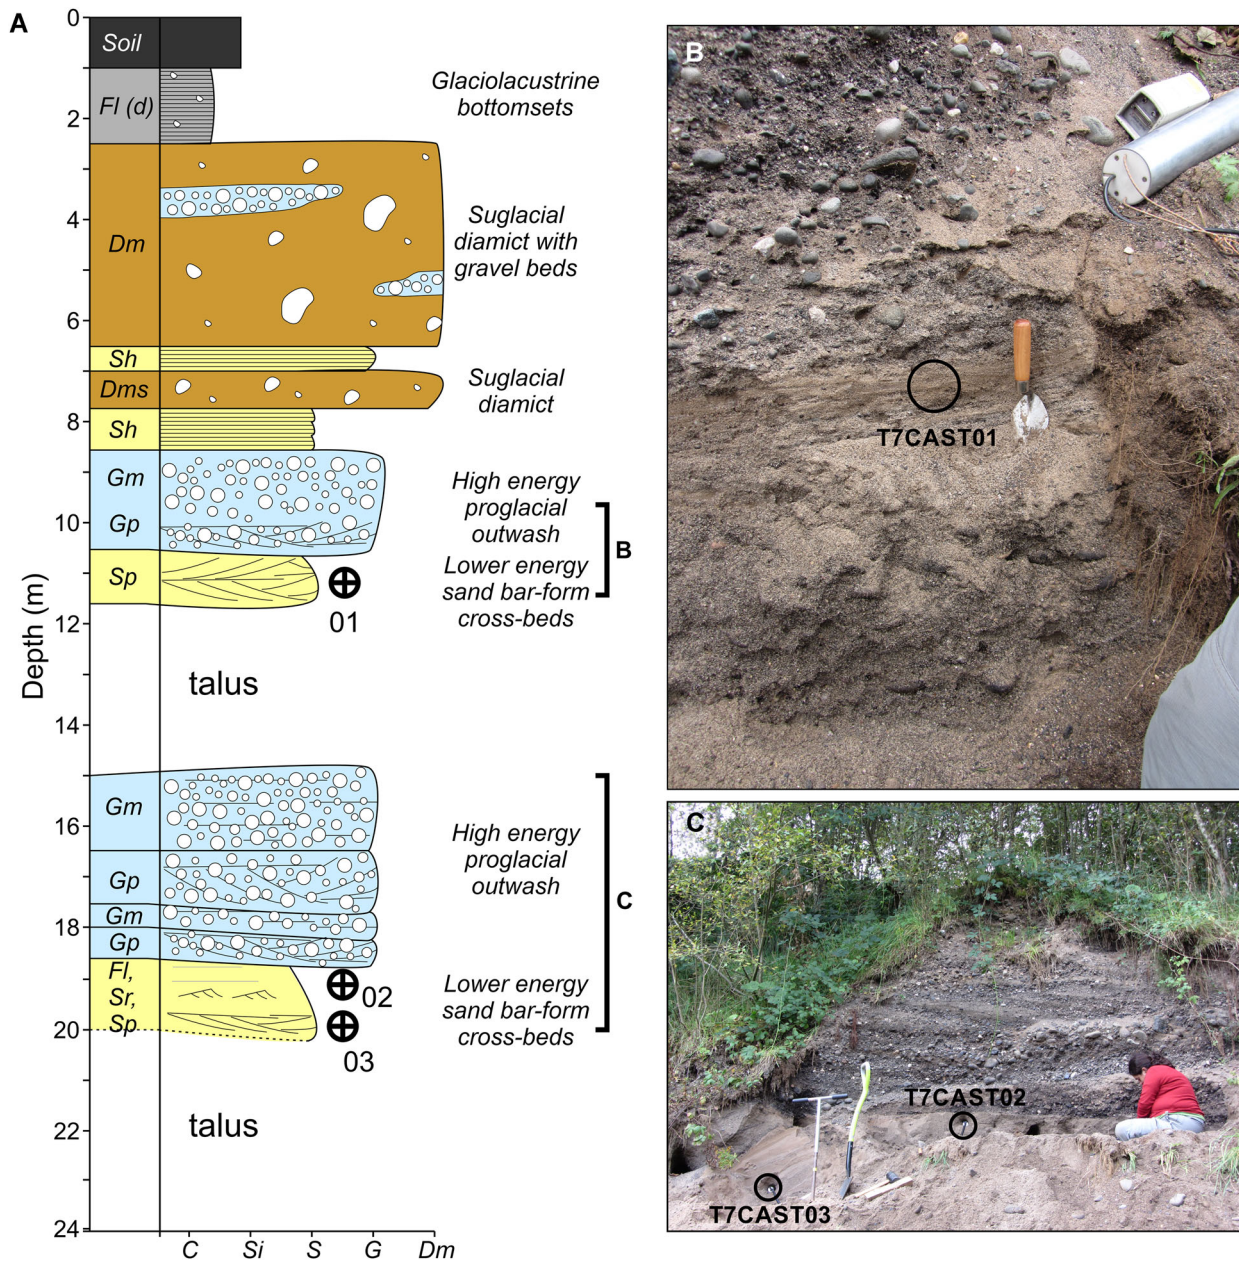 A
0
Soil
Fl (d)
Glaciolacustrine
bottomsets
2
4
Dm
Suglacial
diamict with
gravel beds
6
Sh
Dms
Suglacial
diamict
8
Sh
Gm
High energy
proglacial
outwash
10
Gp
B
Sp
Lower energy
sand bar-form
cross-beds
01
12
Depth (m)
talus
14
Gm
16
High energy
proglacial
outwash
Gp
C
Gm
18
Gp
Fl,
Sr,
Sp
02
Lower energy
sand bar-form
cross-beds
20
03
talus
22
24
C Si S G Dm
B
T7CAST01
C
T7CAST02
T7CAST03